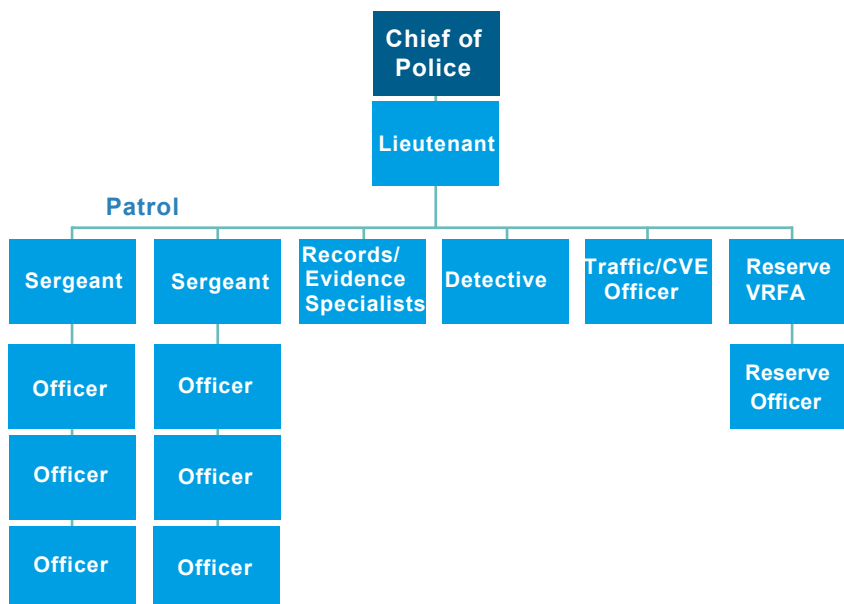 Chief of
Police
Lieutenant
Patrol
Sergeant
Sergeant
Records/
Evidence
Specialists
Detective
Traffic/CVE
Officer
Reserve
VRFA
Officer
Officer
Reserve
Officer
Officer
Officer
Officer
Officer